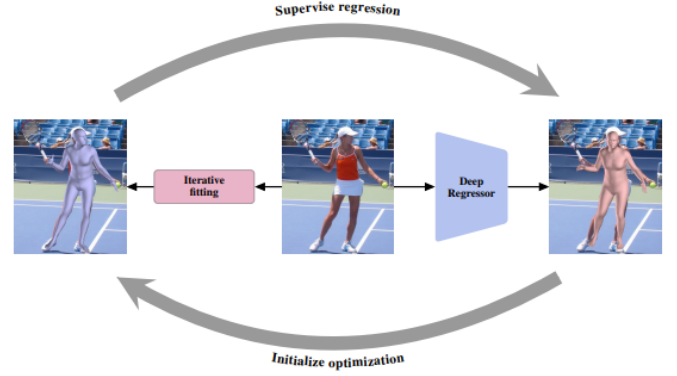 Supervise regression
Iterative
fitting
Deep
Regressor
Initialize optimization